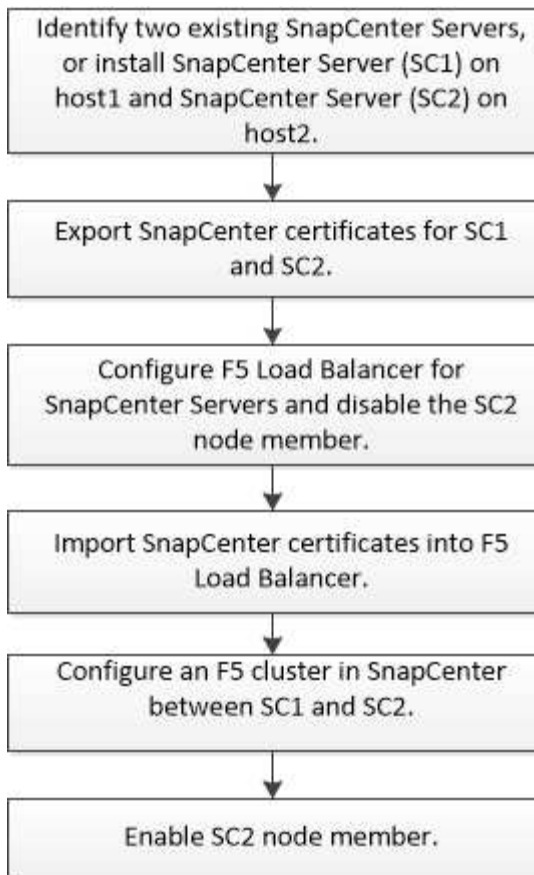 Identify two existing SnapCenter Servers,
or install SnapCenter Server (SC1) on
host1 and SnapCenter Server (SC2) on
host2.
Export SnapCenter certificates for SC1
and SC2.
Configure F5 Load Balancer for
SnapCenter Servers and disable the SC2
node member.
Import SnapCenter certificates into F5
Load Balancer.
Configure an F5 cluster in SnapCenter
between SC1 and SC2.
Enable SC2 node member.